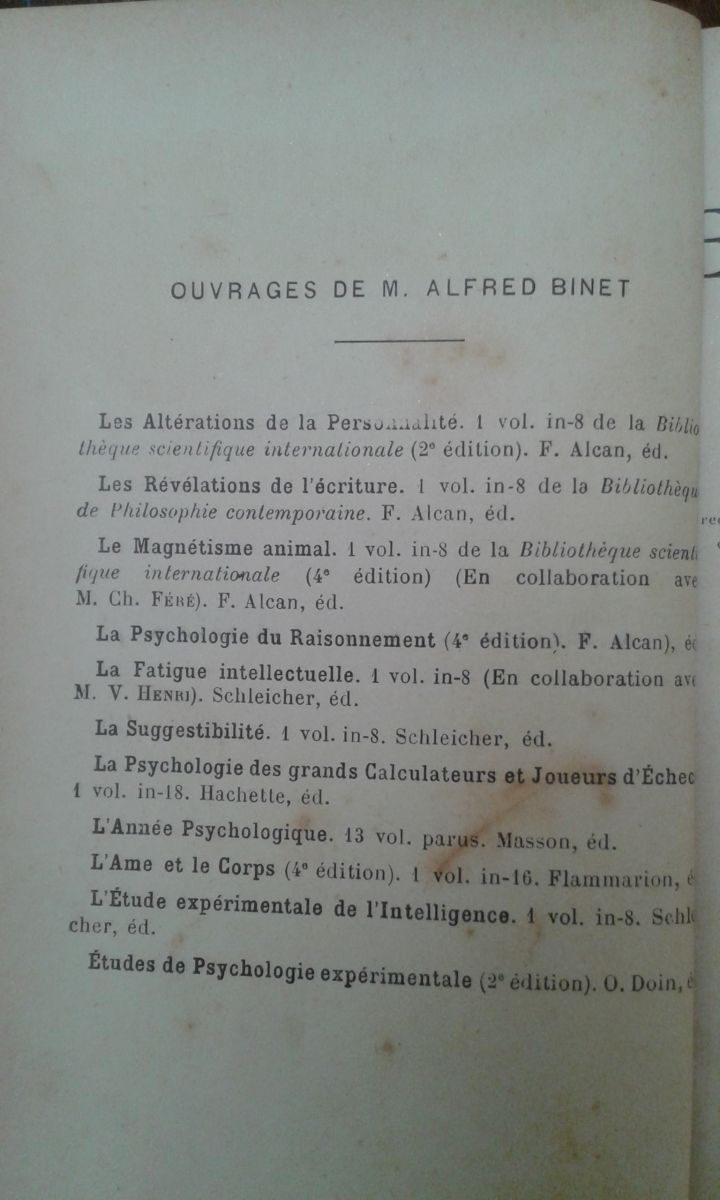 OUVRAGES DE M. ALFRED BINET
Les Altérations de la Personnalité. 1 vol. in-8 de la Biblio
thèque scientifique internationale (2e édition). F. Alcan, éd.
Les Révélations de l'écriture. 1 vol. in-8 de la Bibliothèqu
de Philosophie contemporaine. F. Alcan, éd.
Le Magnétisme animal. 1 vol. in-8 de la Bibliothèque scienti
fique internationale (4e édition) (En collaboration ave
M. Ch. FÉRÉ). F. Alcan, éd.
La Psychologie du Raisonnement (4e édition). F. Alcan), é
La Fatigue intellectuelle. 1 vol. in-8 (En collaboration ave
M. V. HENRI). Schleicher, éd.
La Suggestibilité. 1 vol. in-8. Schleicher, éd.
La Psychologie des grands Calculateurs et Joueurs d'Échec
1 vol. in-18. Hachette, éd.
L'Année Psychologique. 13 vol. parus. Masson, éd.
L'Ame et le Corps (4e édition). 1 vol. in-16. Flammarion, é
L'Étude expérimentale de l'Intelligence. 1 vol. in-8. Schlei
cher, éd.
Études de Psychologie expérimentale (2e édition). O. Doin, é